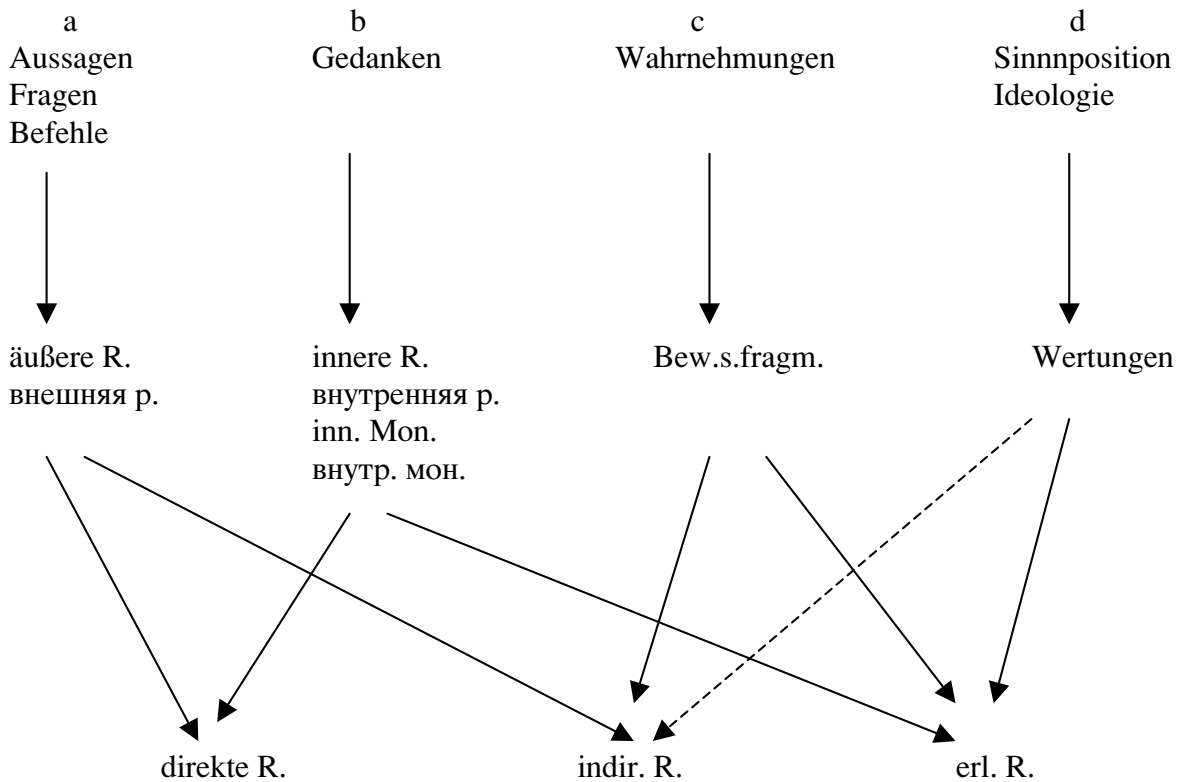 a
Aussagen
Fragen
Befehle
b
Gedanken
c
Wahrnehmungen
d
Sinnnposition
Ideologie
äußere R.
внешняя р.
innere R.
внутренняя р.
inn. Mon.
внутр. мон.
Bew.s.fragm.
Wertungen
direkte R.
indir. R.
erl. R.